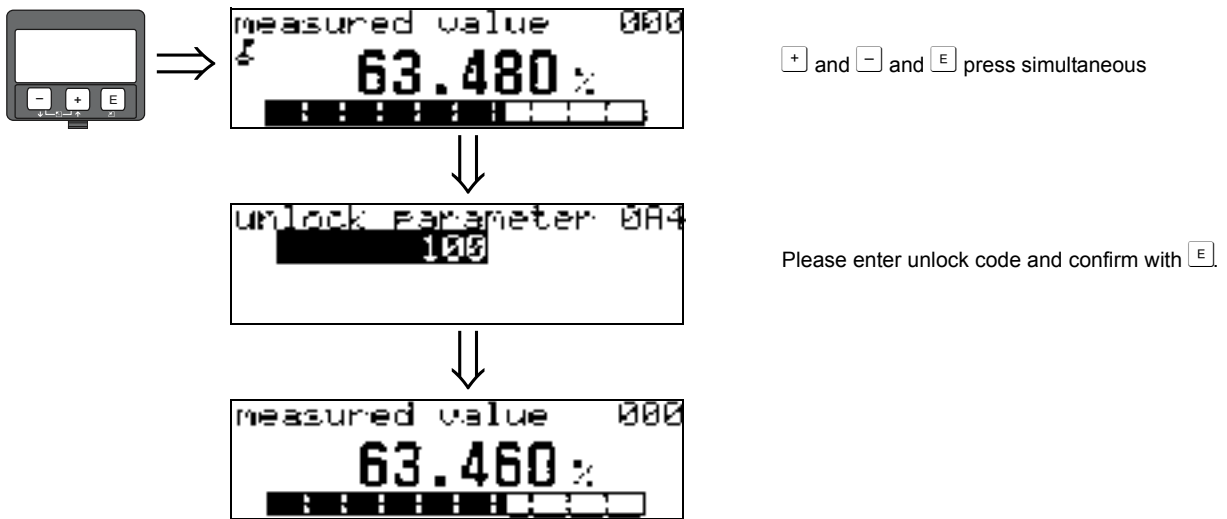 measured value 000
63.480 %
+ and - and E press simultaneous
- + E
unlock parameter 0A4
100
Please enter unlock code and confirm with E.
measured value 000
63.460 %